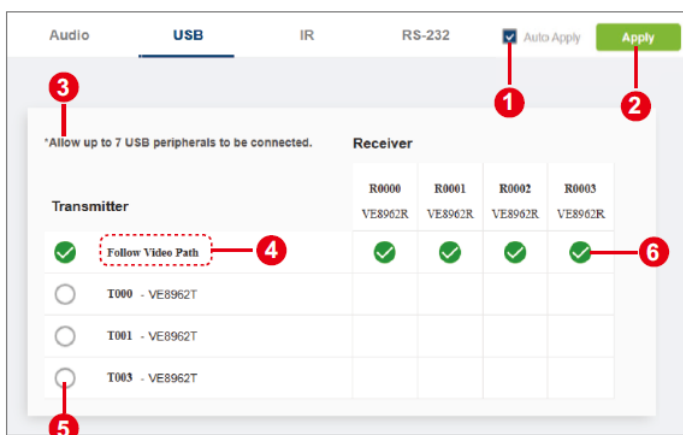 Audio USB IR RS-232 Auto Apply Apply
3 1 2
*Allow up to 7 USB peripherals to be connected. Receiver
R0000 R0001 R0002 R0003
Transmitter VE8962R VE8962R VE8962R VE8962R
Follow Video Path 4 6
T000 - VE8962T
T001 - VE8962T
T003 - VE8962T
5